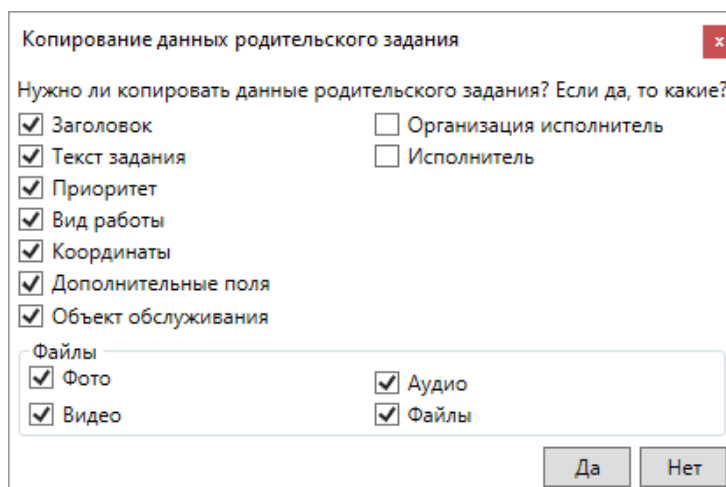 Копирование данных родительского задания
x
Нужно ли копировать данные родительского задания? Если да, то какие?
Заголовок
Организация исполнитель
Текст задания
Исполнитель
Приоритет
Вид работы
Координаты
Дополнительные поля
Объект обслуживания
Файлы
Фото
Аудио
Видео
Файлы
Да
Нет